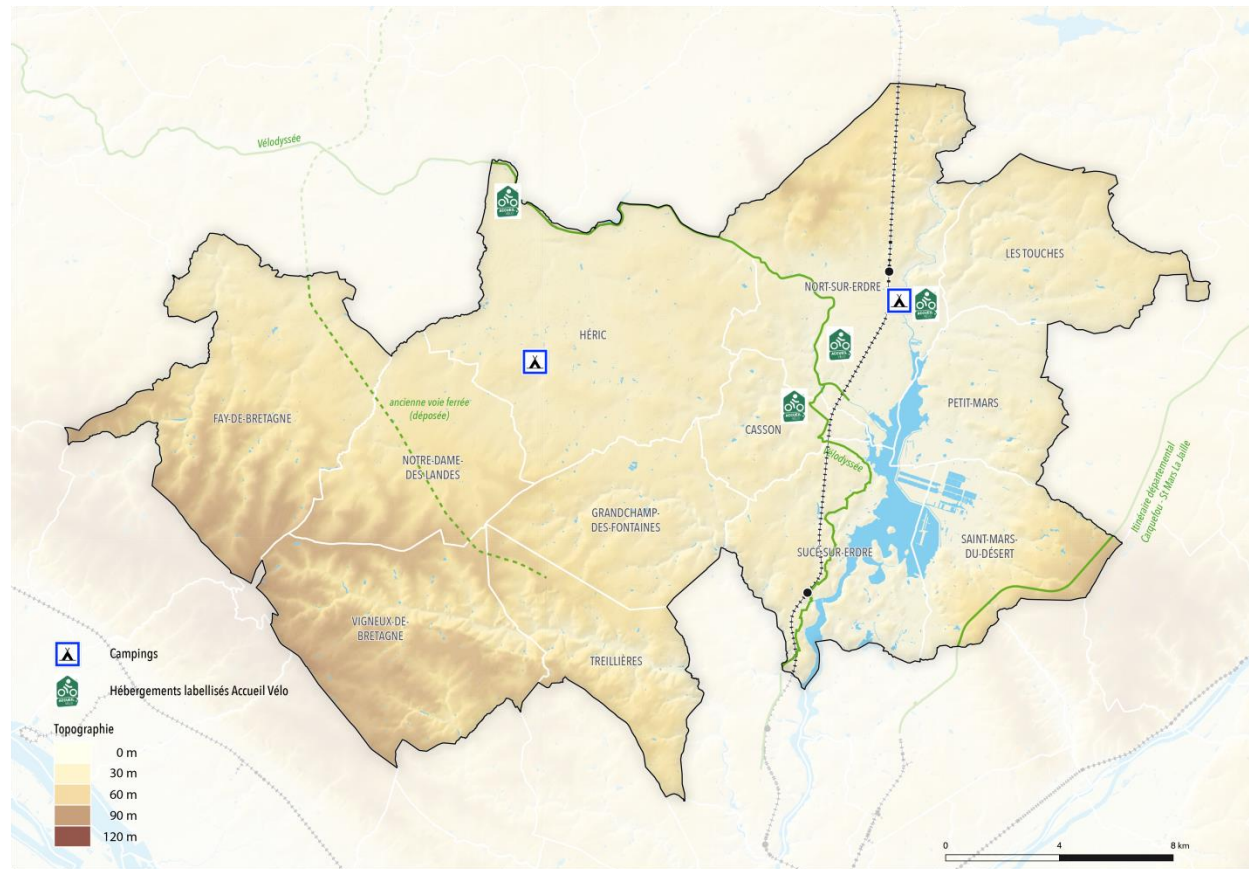 Vélodyssée
LES TOUCHES
NORT-SUR-ERDRE
HÉRIC
ancienne voie ferrée
(déposée)
FAY-DE-BRETAGNE
PETIT-MARS
CASSON
Vélodyssée
NOTRE-DAME-
DES-LANDES
GRANDCHAMP-
DES-FONTAINES
Itinéraire départemental
Carquefou - St Mars La Jaille
SUCÉ-SUR-ERDRE
SAINT-MARS-
DU-DÉSERT
VIGNEUX-DE-
BRETAGNE
TREILLIÈRES
Campings
Hébergements labellisés Accueil Vélo
Topographie
0 m
30 m
60 m
90 m
120 m
0
4
8 km